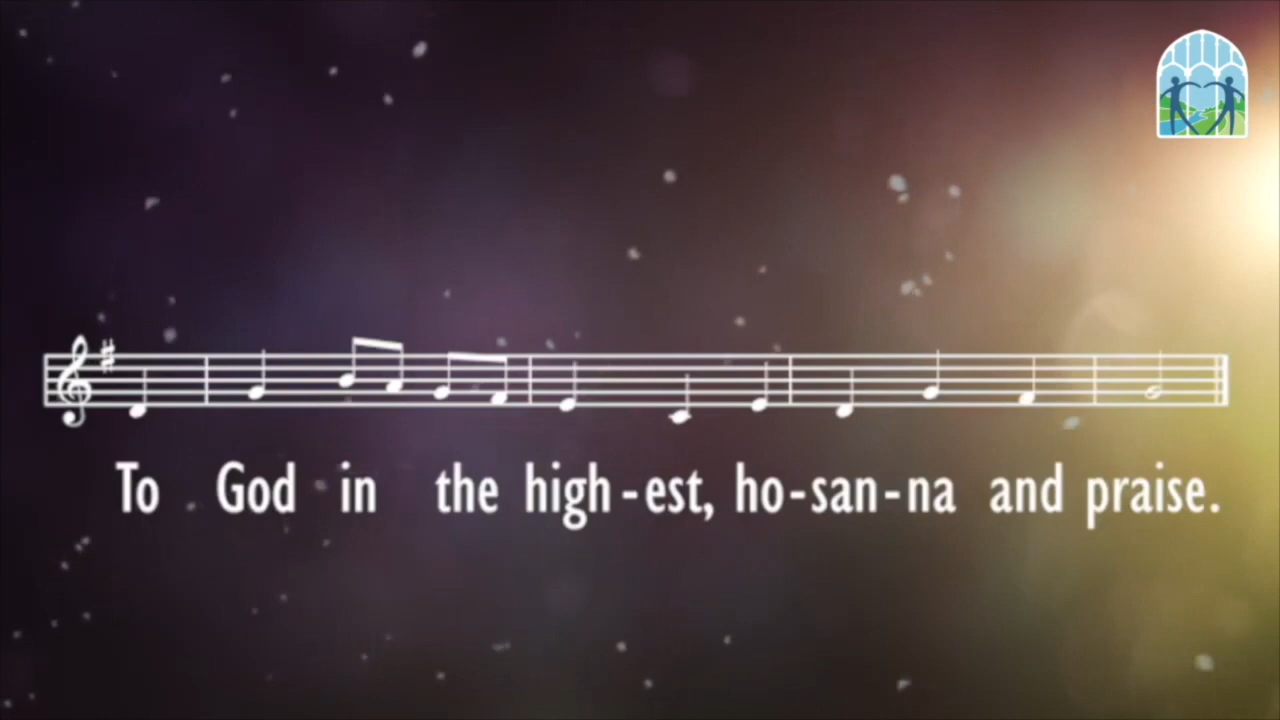 To God in the high-est, ho-san-na and praise.